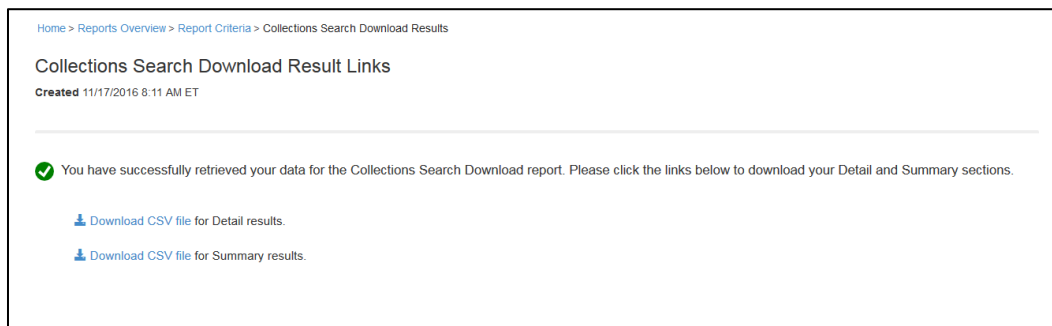 Home > Reports Overview > Report Criteria > Collections Search Download Results
Collections Search Download Result Links
Created 11/17/2016 8:11 AM ET
You have successfully retrieved your data for the Collections Search Download report. Please click the links below to download your Detail and Summary sections.
Download CSV file for Detail results.
Download CSV file for Summary results.